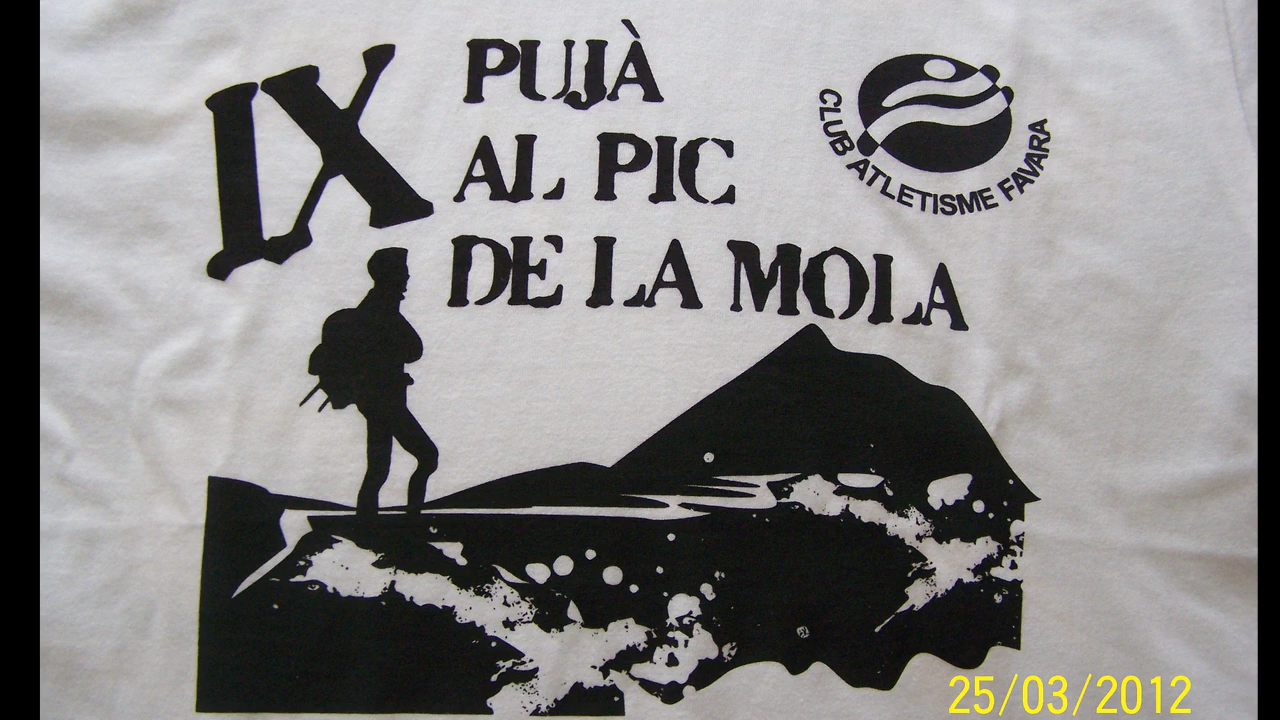 IX
PUJÀ
AL PIC
DE LA MOLA
CLUB ATLETISME FAVARA
25/03/2012